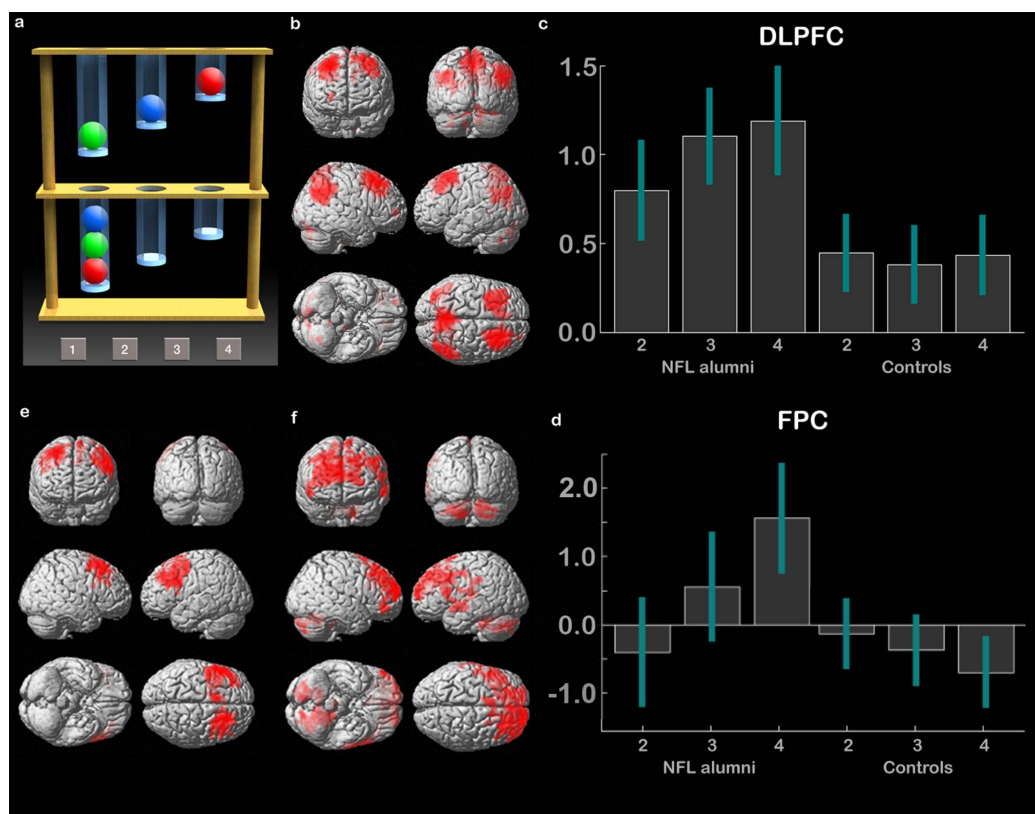 a
1 2 3 4
b
c
DLPFC
1.5
1.0
0.5
0.0
2 3 4 2 3 4
NFL alumni Controls
e
f
d
FPC
2.0
1.0
0.0
-1.0
2 3 4 2 3 4
NFL alumni Controls